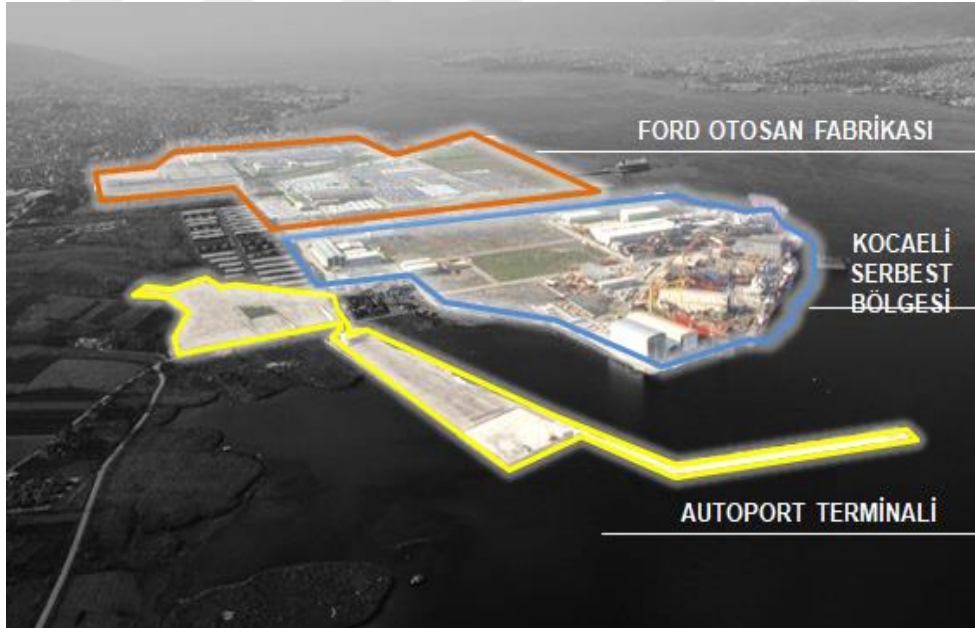 FORD OTOSAN FABRİKASI
KOCAELİ
SERBEST
BÖLGESİ
AUTOPORT TERMİNALİ